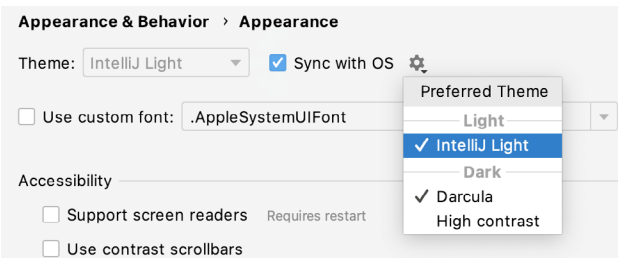 Appearance & Behavior › Appearance
Theme: IntelliJ Light Sync with OS
Preferred Theme
Use custom font: .AppleSystemUIFont
Light
IntelliJ Light
Dark
Accessibility
Darcula
Support screen readers Requires restart
High contrast
Use contrast scrollbars